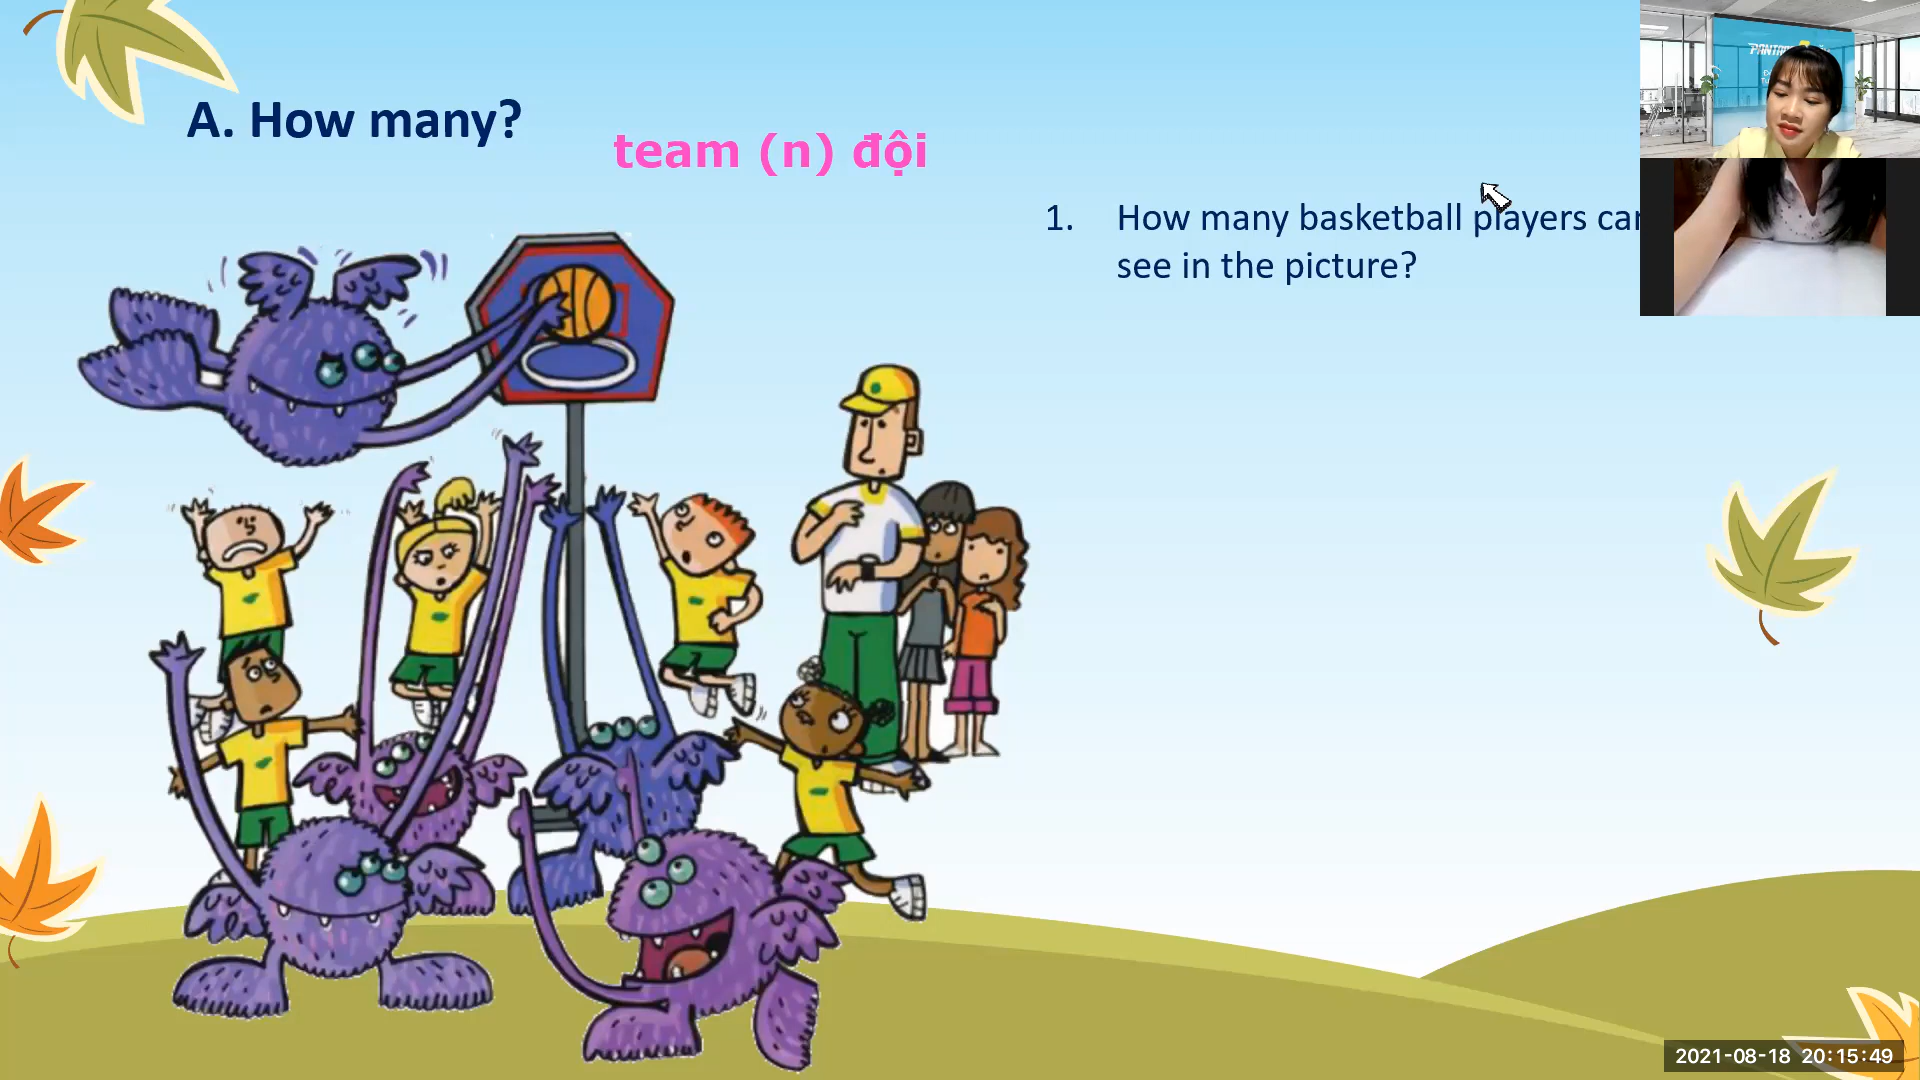 A. How many?
team (n) đội
1. How many basketball players
see in the picture?
2021-08-18 20:15:49